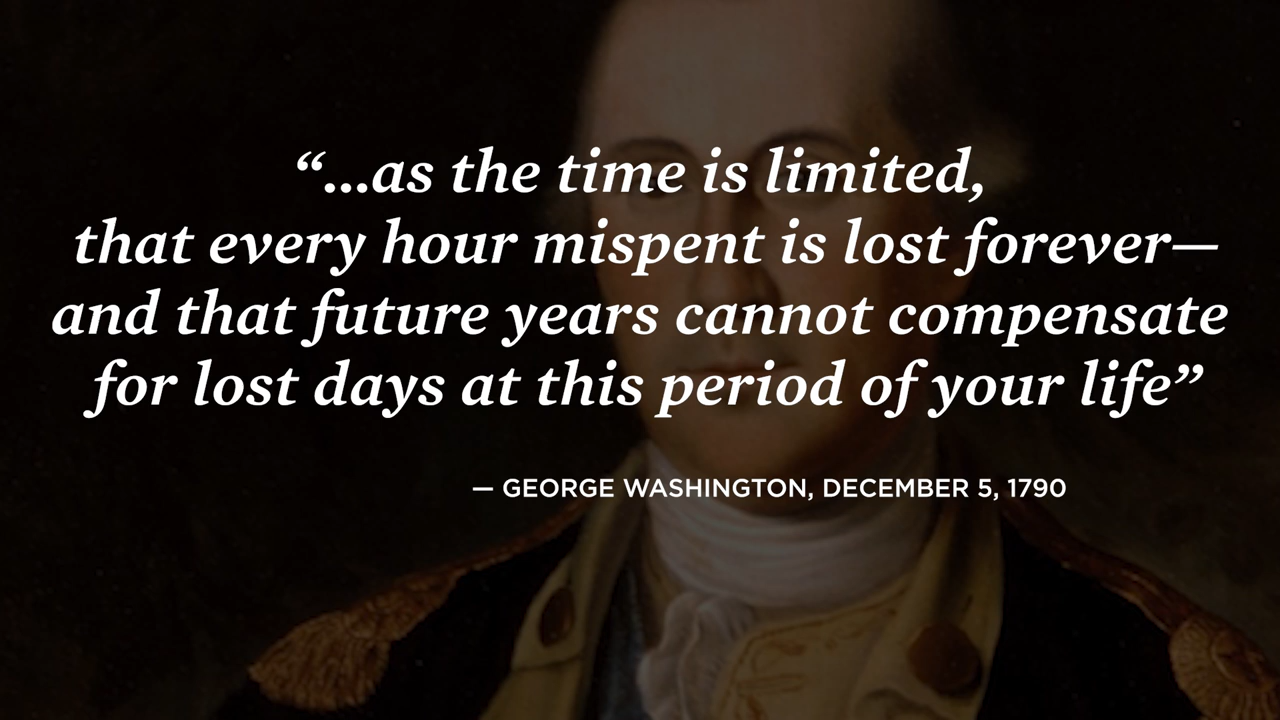 “...as the time is limited,
that every hour mispent is lost forever—
and that future years cannot compensate
for lost days at this period of your life”
— GEORGE WASHINGTON, DECEMBER 5, 1790